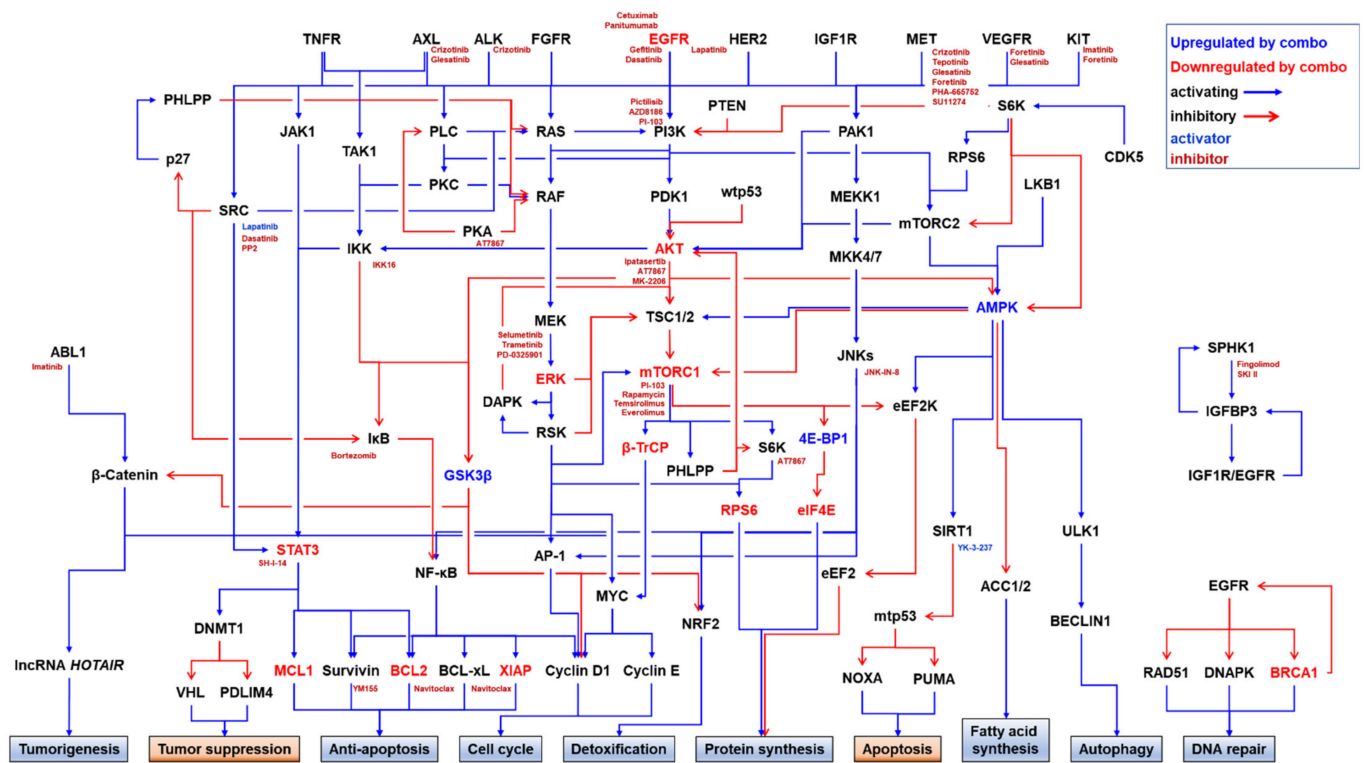 Cetuximab
Panitumumab
TNFR
AXL
ALK
FGFR
EGFR
HER2
IGF1R
MET
VEGFR
KIT
Crizotinib
Glesatinib
Crizotinib
Gefitinib
Dasatinib
Lapatinib
Crizotinib
Tepotinib
Glesatinib
Foretinib
PHA-665752
SU11274
Foretinib
Glesatinib
Imatinib
Foretinib
Upregulated by combo
Downregulated by combo
activating
inhibitory
activator
inhibitor
PHLPP
Pictilisib
AZD8186
PI-103
PTEN
S6K
JAK1
PLC
RAS
PI3K
PAK1
TAK1
p27
RPS6
CDK5
PKC
RAF
PDK1
wtp53
MEKK1
LKB1
SRC
Lapatinib
Dasatinib
PP2
PKA
AT7867
mTORC2
IKK
IKK16
AKT
Ipatasertib
AT7867
MK-2206
MKK4/7
MEK
Selumetinib
Trametinib
PD-0325901
TSC1/2
AMPK
ABL1
Imatinib
JNKs
JNK-IN-8
SPHK1
Fingolimod
SKI II
ERK
mTORC1
PI-103
Rapamycin
Temsirolimus
Everolimus
DAPK
eEF2K
IGFBP3
RSK
IκB
Bortezomib
β-TrCP
S6K
AT7867
4E-BP1
PHLPP
β-Catenin
GSK3β
IGF1R/EGFR
RPS6
eIF4E
SIRT1
YK-3-237
ULK1
STAT3
SH-I-14
AP-1
NF-κB
eEF2
ACC1/2
EGFR
MYC
DNMT1
NRF2
mtp53
BECLIN1
lncRNA HOTAIR
MCL1
Survivin
YM155
BCL2
Navitoclax
BCL-xL
Navitoclax
XIAP
Cyclin D1
Cyclin E
VHL
PDLIM4
NOXA
PUMA
RAD51
DNAPK
BRCA1
Tumorigenesis
Tumor suppression
Anti-apoptosis
Cell cycle
Detoxification
Protein synthesis
Apoptosis
Fatty acid
synthesis
Autophagy
DNA repair